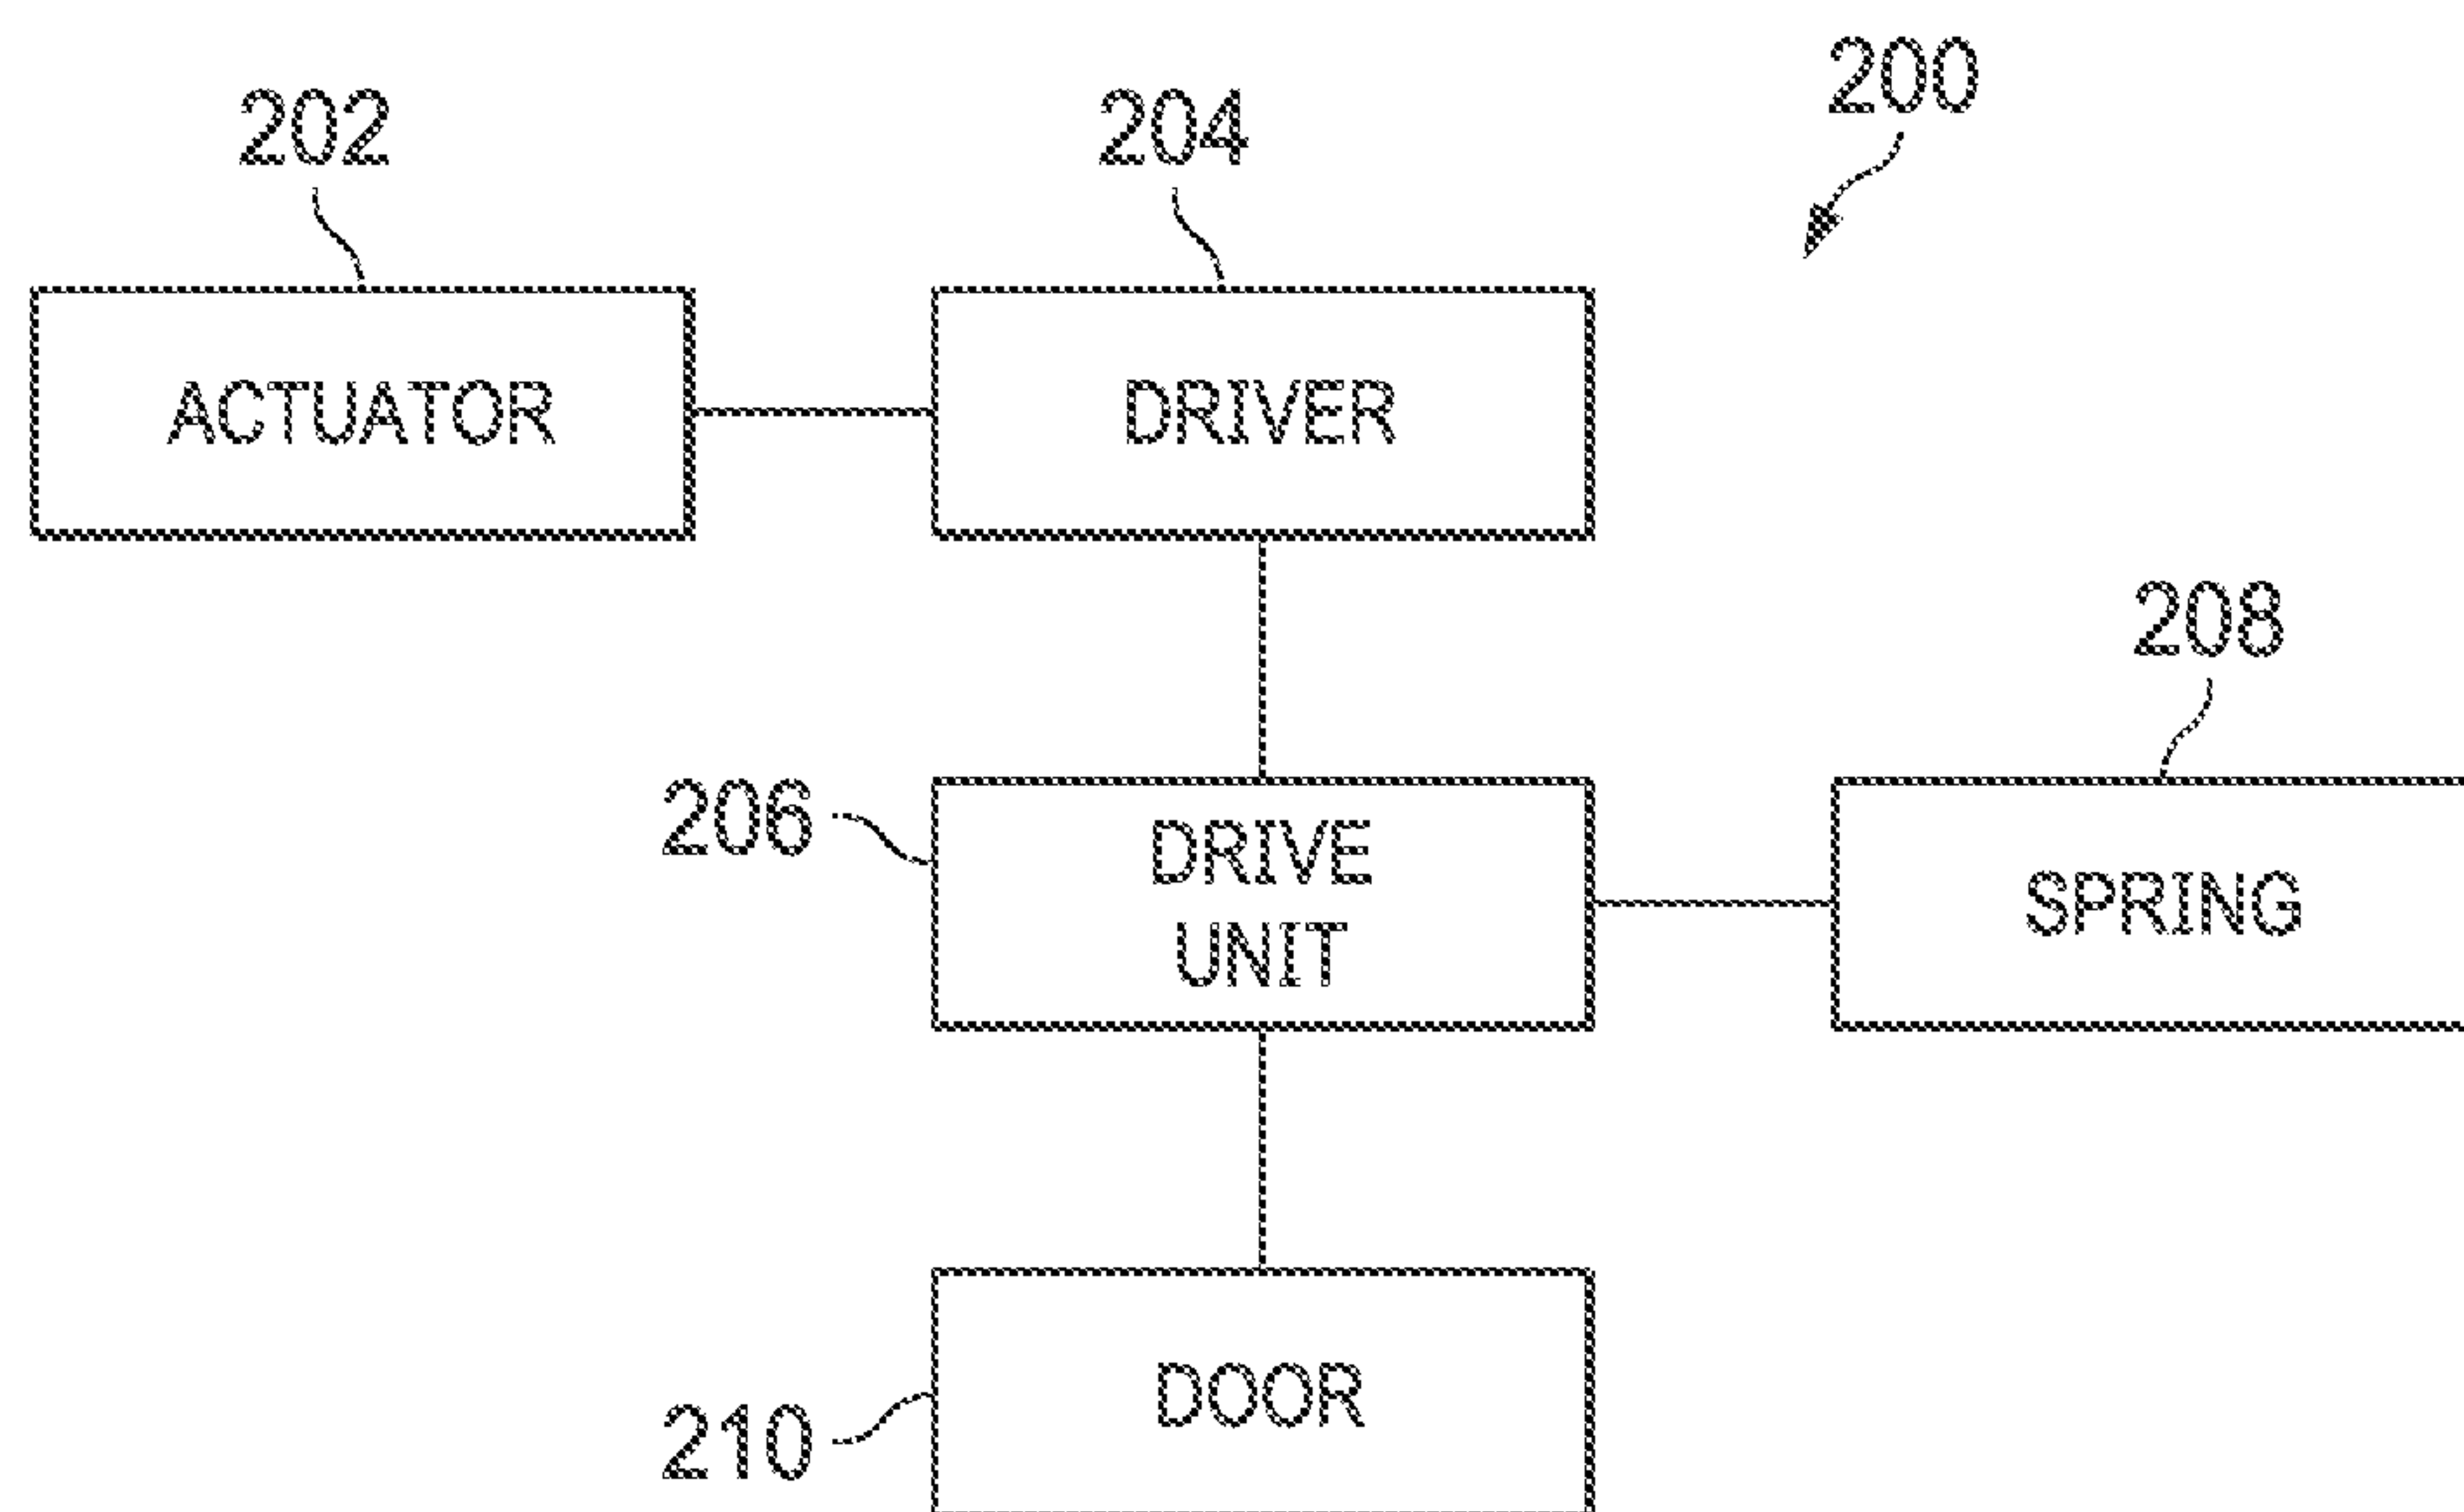 200
202
204
ACTUATOR
DRIVER
208
206
DRIVE
UNIT
SPRING
DOOR
210